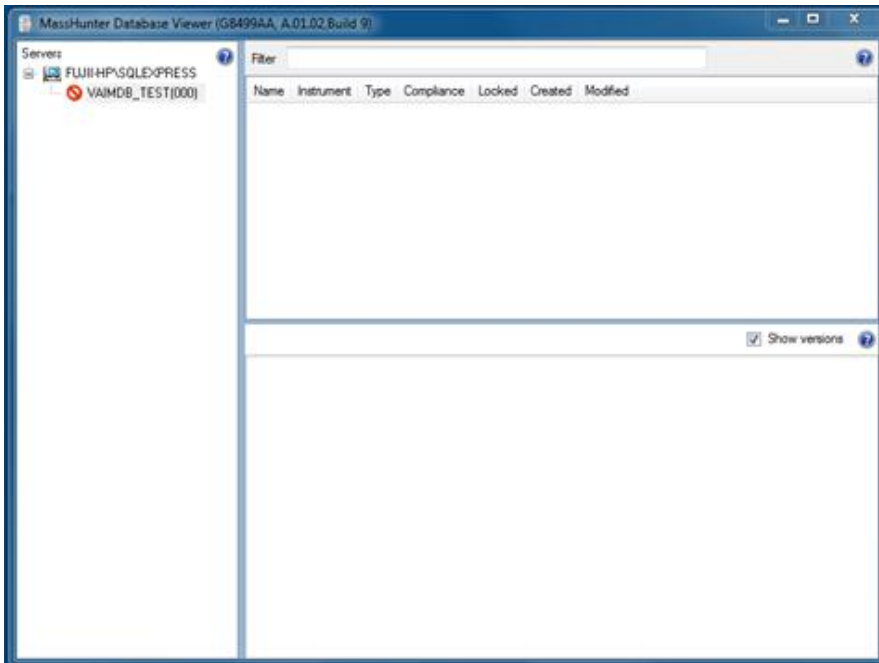 MassHunter Database Viewer (G8499AA, A.01.02,Build 9)
Servers
FUJII-HP\SQLEXPRESS
VAIMDB_TEST(000)
Filter
Name Instrument Type Compliance Locked Created Modified
Show versions